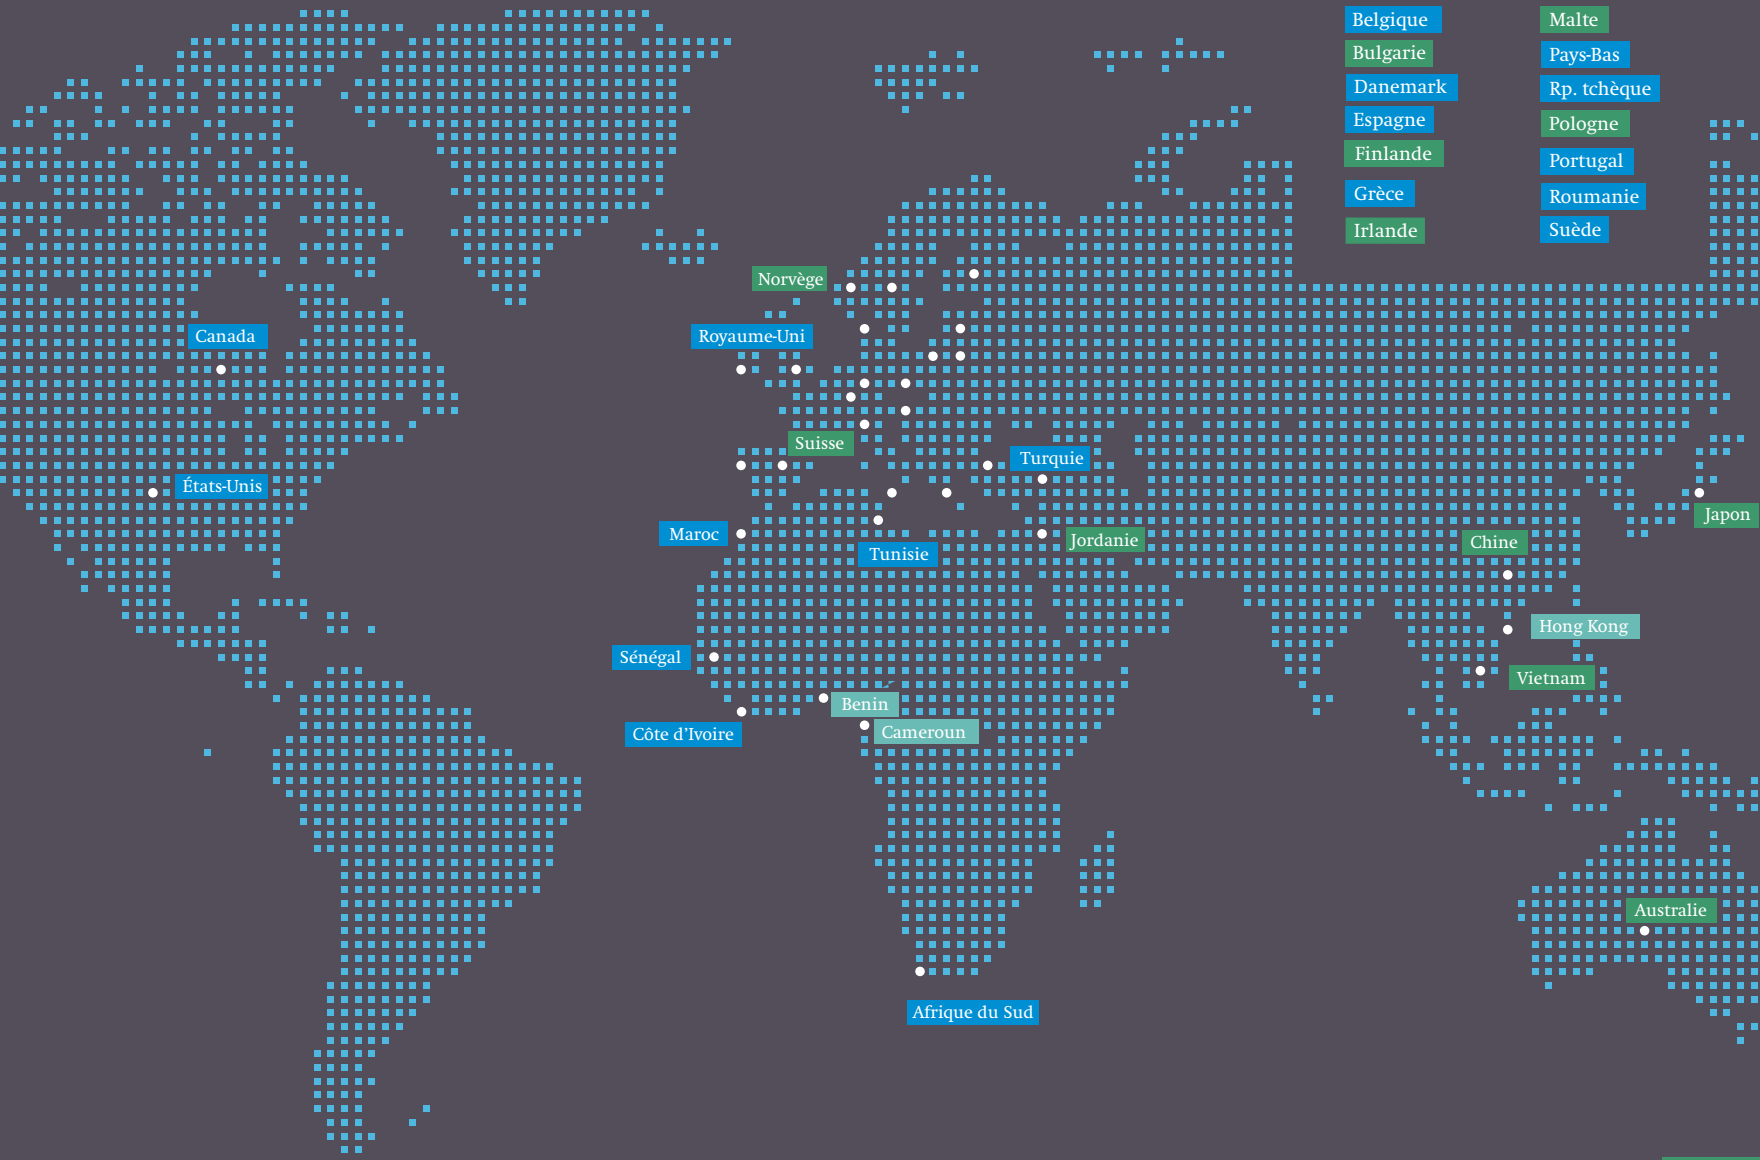 Belgique
Bulgarie
Danemark
Espagne
Finlande
Grèce
Irlande
Malte
Pays-Bas
Rp. tchèque
Pologne
Portugal
Roumanie
Suède
Norvège
Canada
Royaume-Uni
Suisse
Turquie
États-Unis
Japon
Maroc
Jordanie
Chine
Tunisie
Hong Kong
Sénégal
Vietnam
Benin
Côte d'Ivoire
Cameroun
Australie
Afrique du Sud